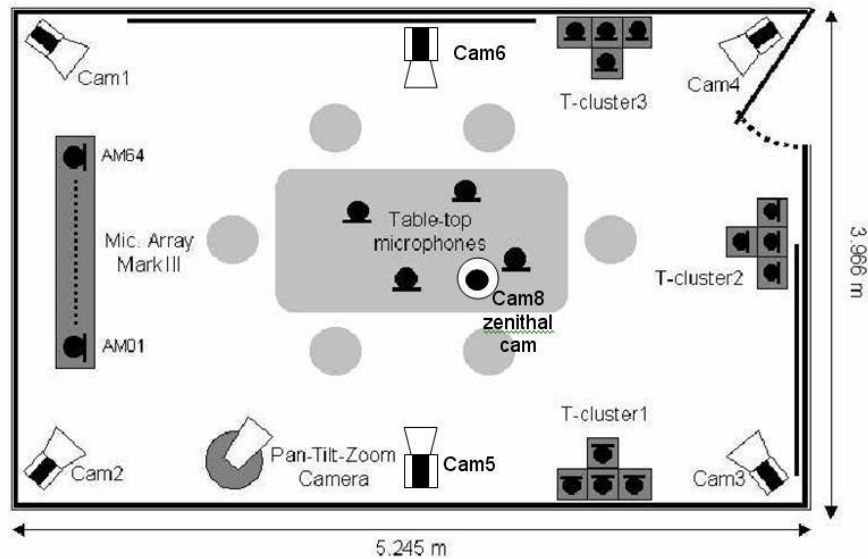 Cam6
Cam1
Cam4
T-cluster3
AM64
Mic. Array
Mark III
Table-top
microphones
T-cluster2
3.966 m
Cam8
zenithal
cam
AM01
T-cluster1
Cam2
Pan-Tilt-Zoom
Camera
Cam5
Cam3
5.245 m